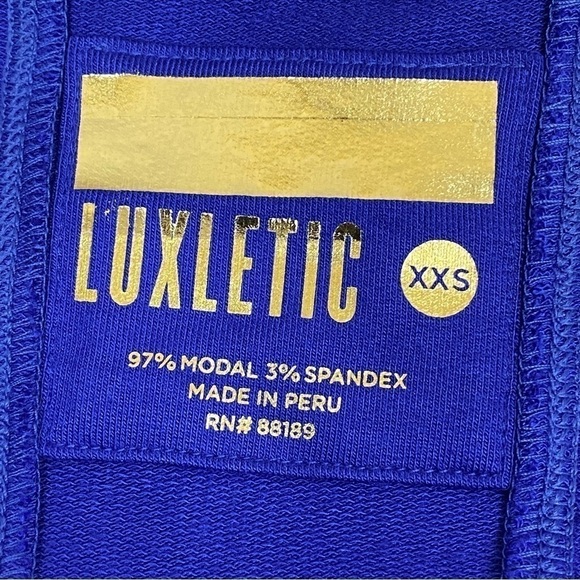 LUXLETIC
XXS
97% MODAL 3% SPANDEX
MADE IN PERU
RN# 88189